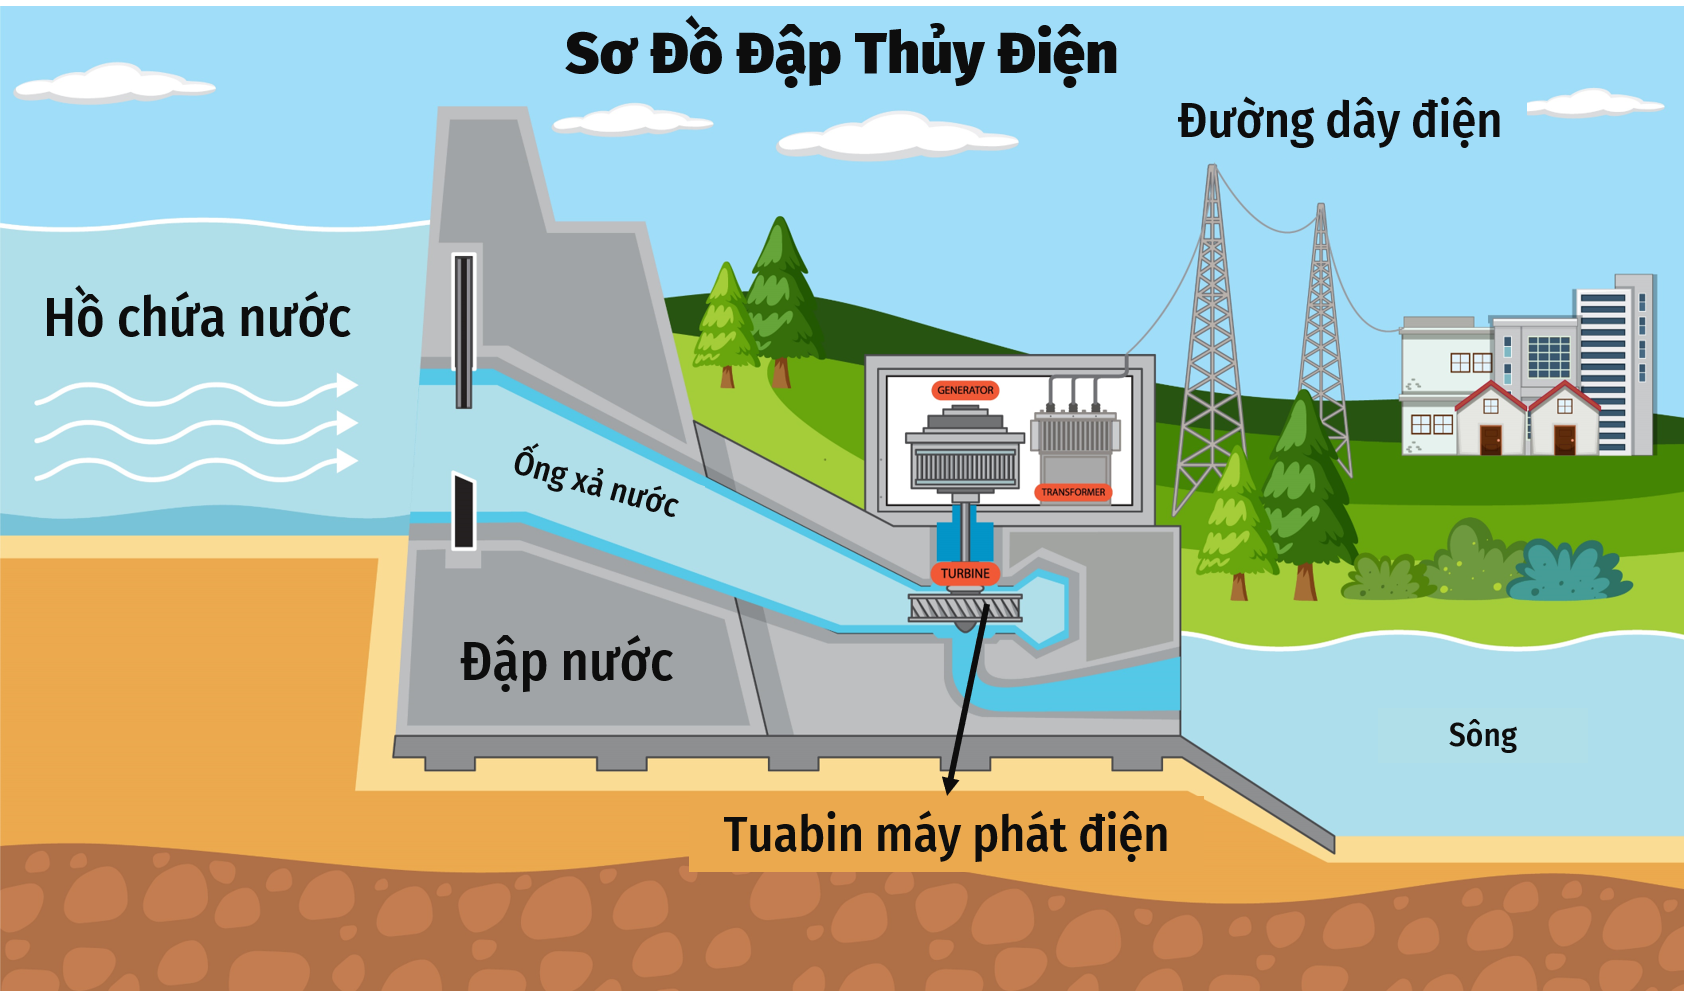 Sơ Đồ Đập Thủy Điện
Đường dây điện
Hồ chứa nước
GENERATOR
Ống xả nước
TRANSFORMER
TURBINE
Đập nước
Sông
Tuabin máy phát điện